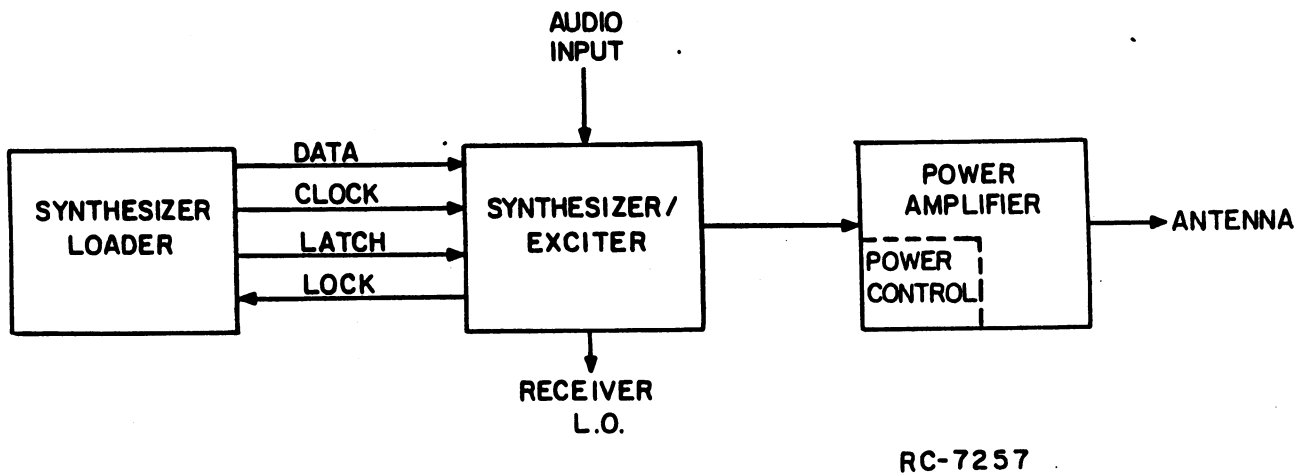 AUDIO
INPUT
SYNTHESIZER
LOADER
DATA
CLOCK
LATCH
LOCK
SYNTHESIZER/
EXCITER
POWER
AMPLIFIER
POWER
CONTROL
ANTENNA
RECEIVER
L.O.
RC-7257